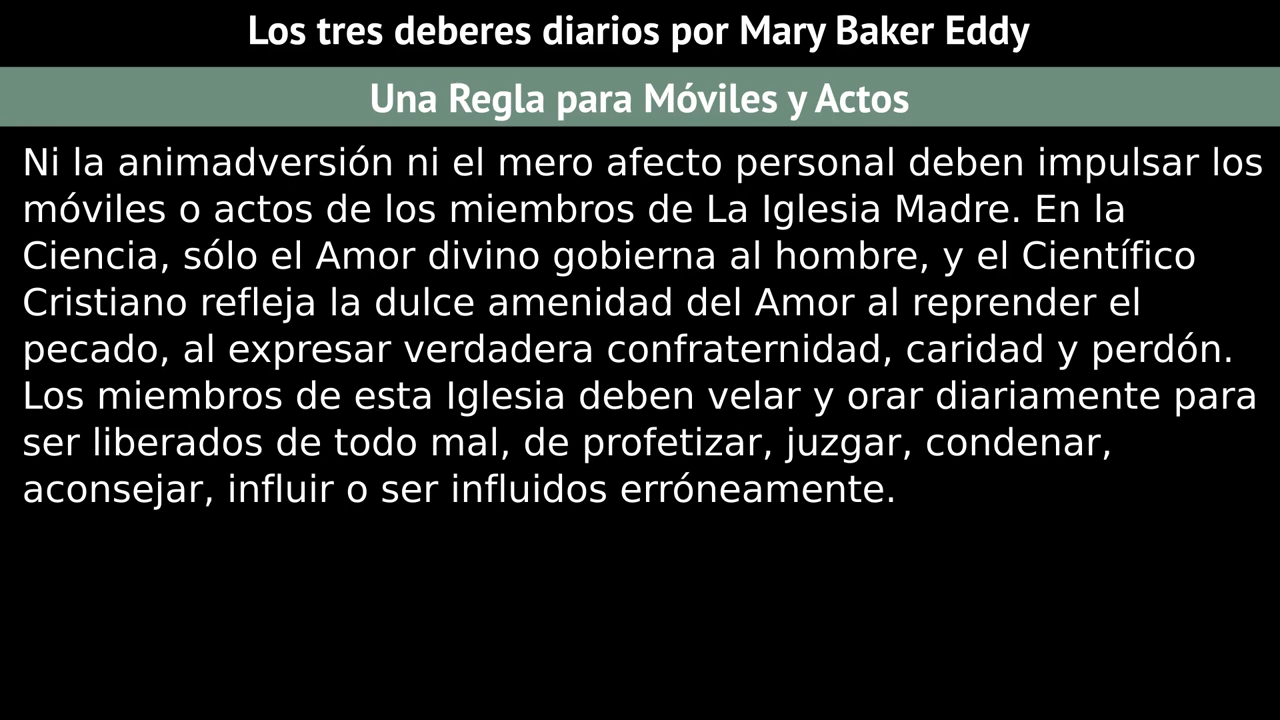 Los tres deberes diarios por Mary Baker Eddy
Una Regla para Móviles y Actos
Ni la animadversión ni el mero afecto personal deben impulsar los
móviles o actos de los miembros de La Iglesia Madre. En la
Ciencia, sólo el Amor divino gobierna al hombre, y el Científico
Cristiano refleja la dulce amenidad del Amor al reprender el
pecado, al expresar verdadera confraternidad, caridad y perdón.
Los miembros de esta Iglesia deben velar y orar diariamente para
ser liberados de todo mal, de profetizar, juzgar, condenar,
aconsejar, influir o ser influidos erróneamente.